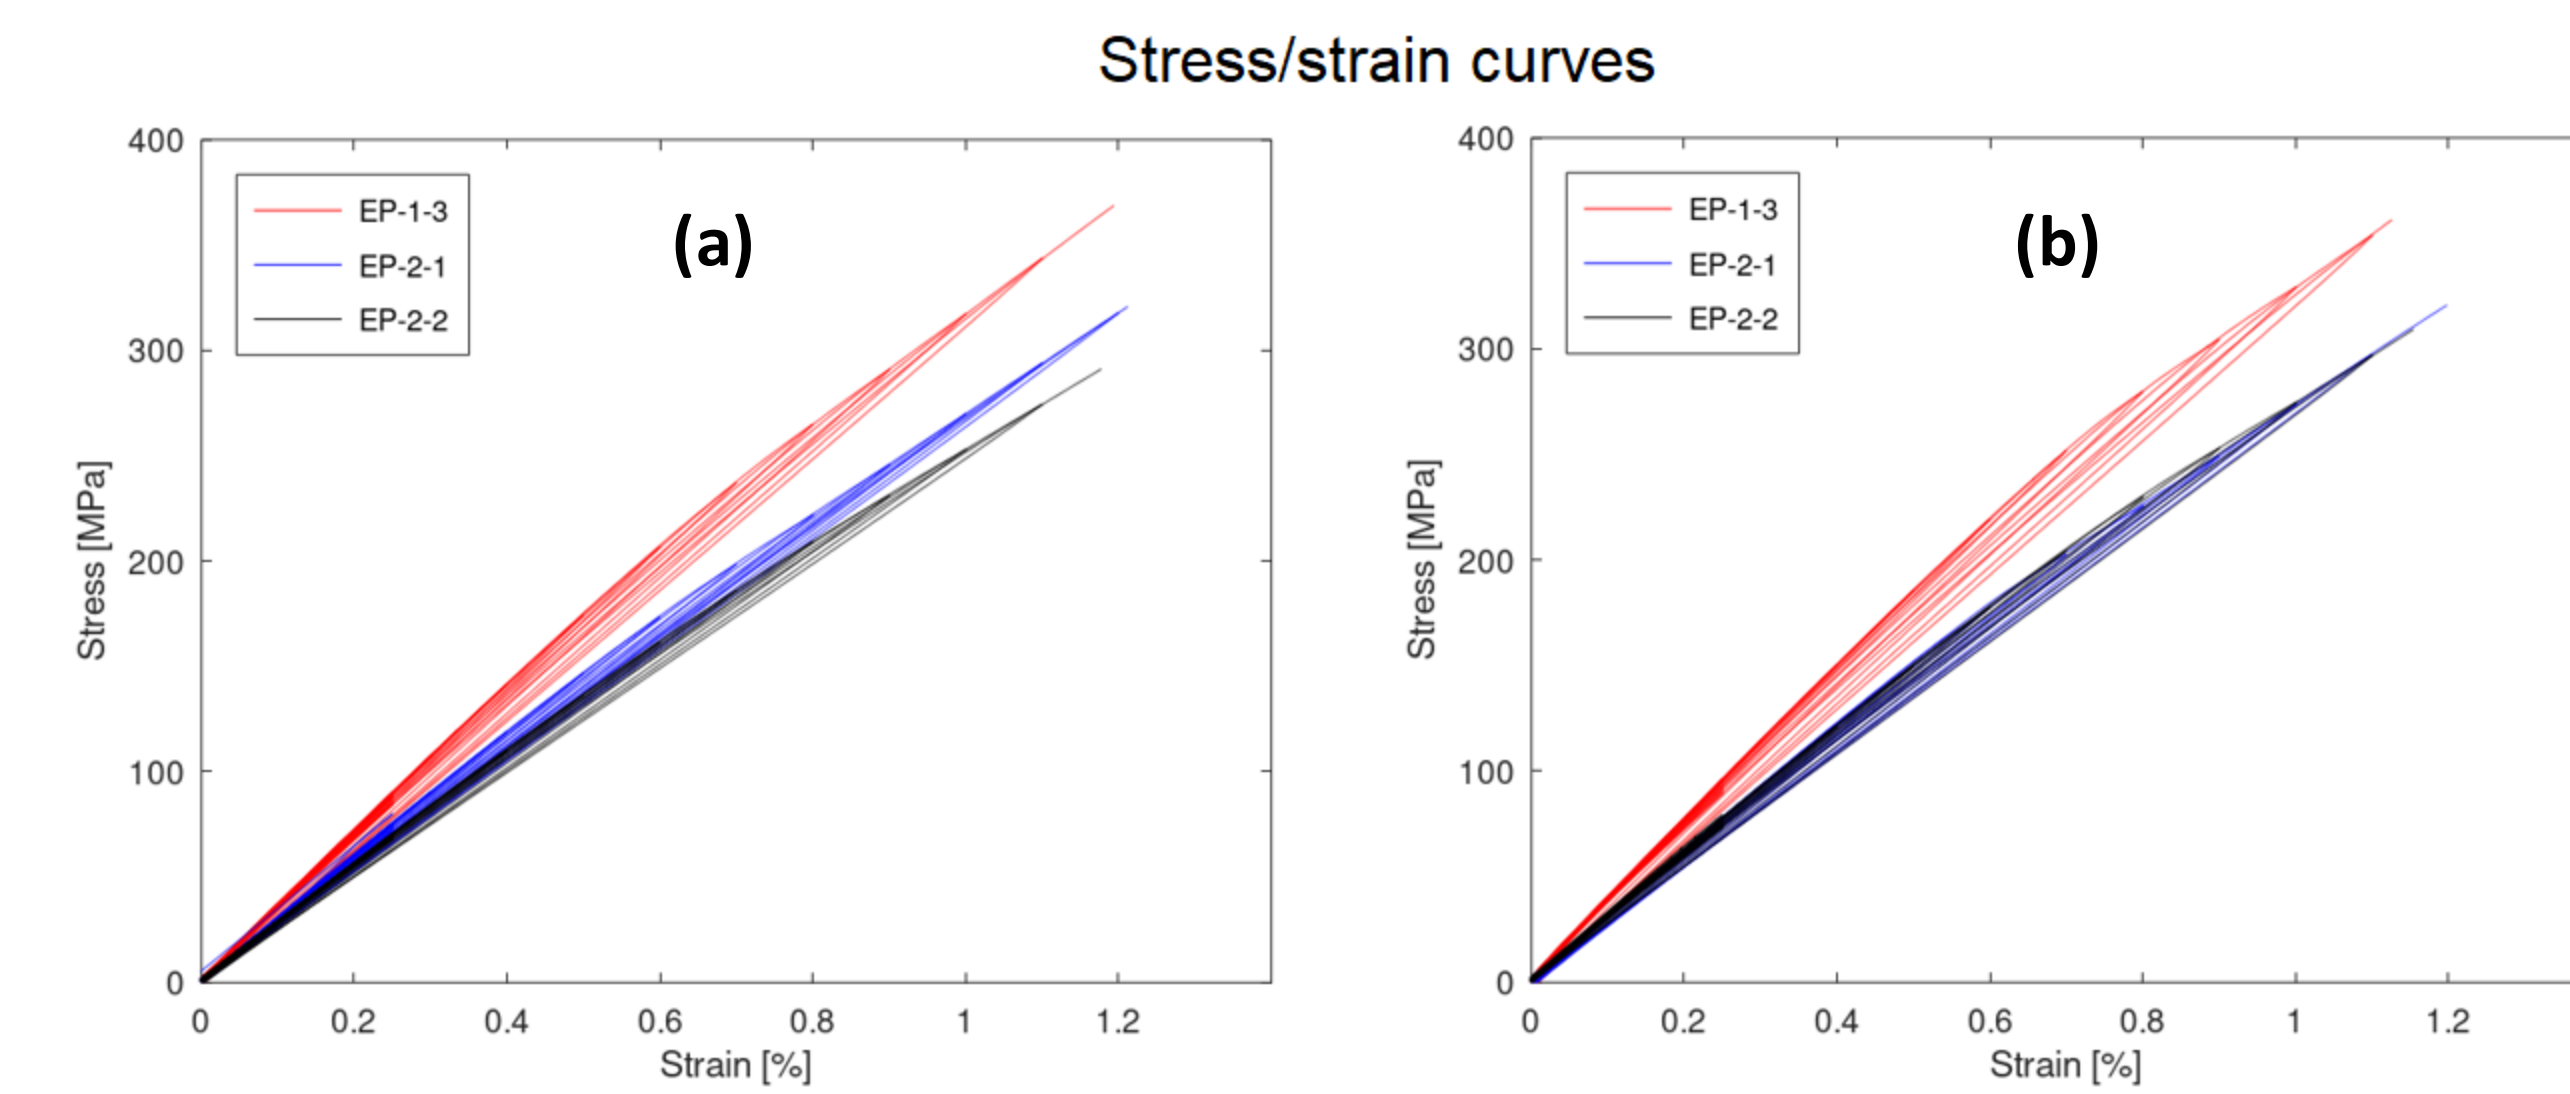 Stress/strain curves
400
300
200
100
0
Stress [MPa]
EP-1-3
EP-2-1
EP-2-2
(a)
0 0.2 0.4 0.6 0.8 1 1.2
Strain [%]
400
300
200
100
0
Stress [MPa]
EP-1-3
EP-2-1
EP-2-2
(b)
0 0.2 0.4 0.6 0.8 1 1.2
Strain [%]